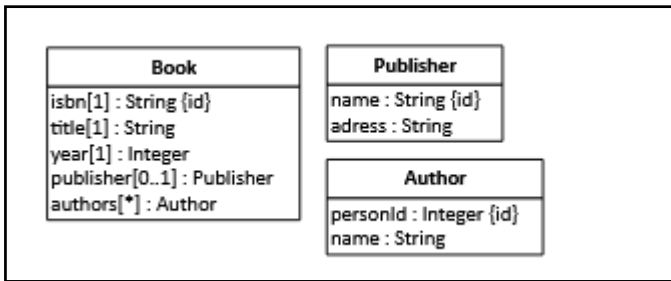 Book
isbn[1] : String {id}
title[1] : String
year[1] : Integer
publisher[0..1] : Publisher
authors[*] : Author
Publisher
name : String {id}
adress : String
Author
personId : Integer {id}
name : String